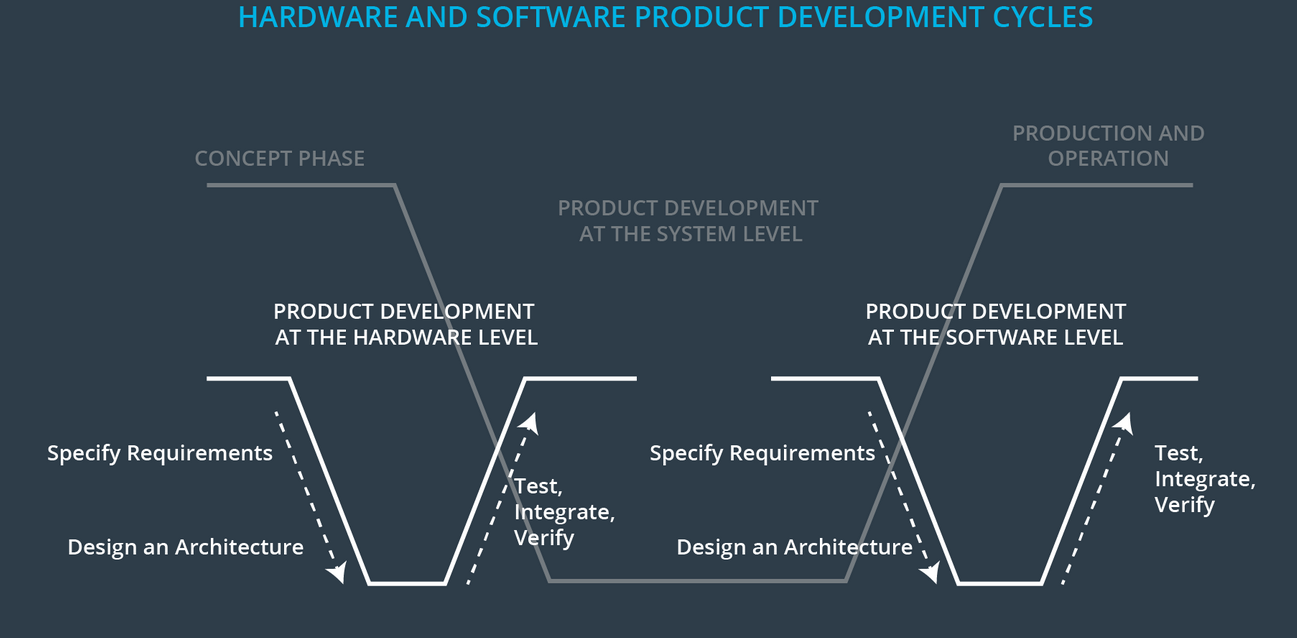 HARDWARE AND SOFTWARE PRODUCT DEVELOPMENT CYCLES
CONCEPT PHASE
PRODUCTION AND
OPERATION
PRODUCT DEVELOPMENT
AT THE SYSTEM LEVEL
PRODUCT DEVELOPMENT
AT THE HARDWARE LEVEL
Specify Requirements
Design an Architecture
Test,
Integrate,
Verify
PRODUCT DEVELOPMENT
AT THE SOFTWARE LEVEL
Specify Requirements
Design an Architecture
Test,
Integrate,
Verify